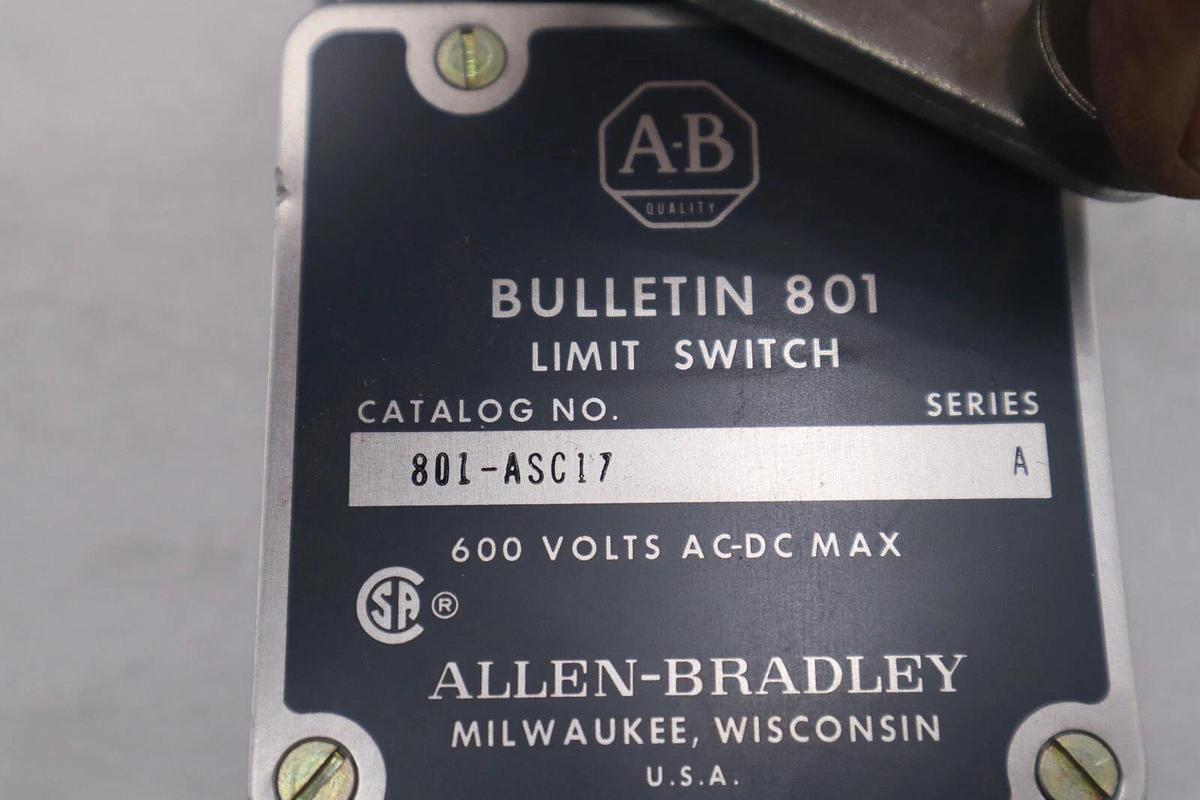 A-B
QUALITY
BULLETIN 801
LIMIT SWITCH
CATALOG NO. SERIES
801-ASC17 A
600 VOLTS AC-DC MAX
SA ®
ALLEN-BRADLEY
MILWAUKEE, WISCONSIN
U.S.A.